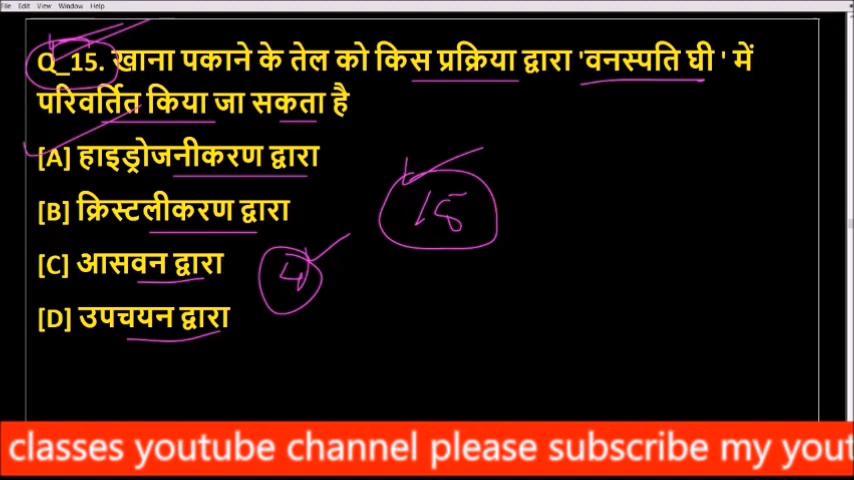 File Edit View Window Help
Q_15. खाना पकाने के तेल को किस प्रक्रिया द्वारा 'वनस्पति घी ' में
परिवर्तित किया जा सकता है
[A] हाइड्रोजनीकरण द्वारा
[B] क्रिस्टलीकरण द्वारा
15
[C] आसवन द्वारा
4
[D] उपचयन द्वारा
classes youtube channel please subscribe my yout